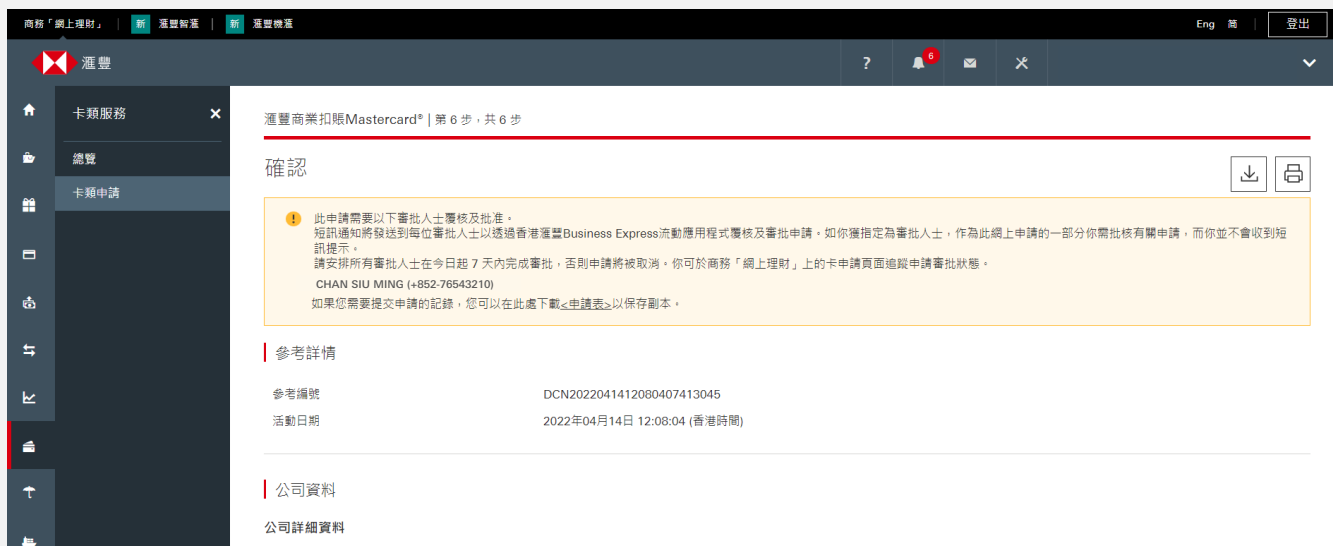 商務「網上理財」 | 新 滙豐智滙 | 新 滙豐機滙 Eng 简 | 登出
滙豐 ? 6
卡類服務 ×
總覽
卡類申請
滙豐商業扣賬Mastercard® | 第 6 步，共 6 步
確認
此申請需要以下審批人士覆核及批准。
短訊通知將發送到每位審批人士以透過香港滙豐Business Express流動應用程式覆核及審批申請。如你獲指定為審批人士，作為此網上申請的一部分你需批核有關申請，而你並不會收到短
訊提示。
請安排所有審批人士在今日起 7 天內完成審批，否則申請將被取消。你可於商務「網上理財」上的卡申請頁面追蹤申請審批狀態。
CHAN SIU MING (+852-76543210)
如果您需要提交申請的記錄，您可以在此處下載<申請表>以保存副本。
參考詳情
參考編號 DCN2022041412080407413045
活動日期 2022年04月14日 12:08:04 (香港時間)
公司資料
公司詳細資料